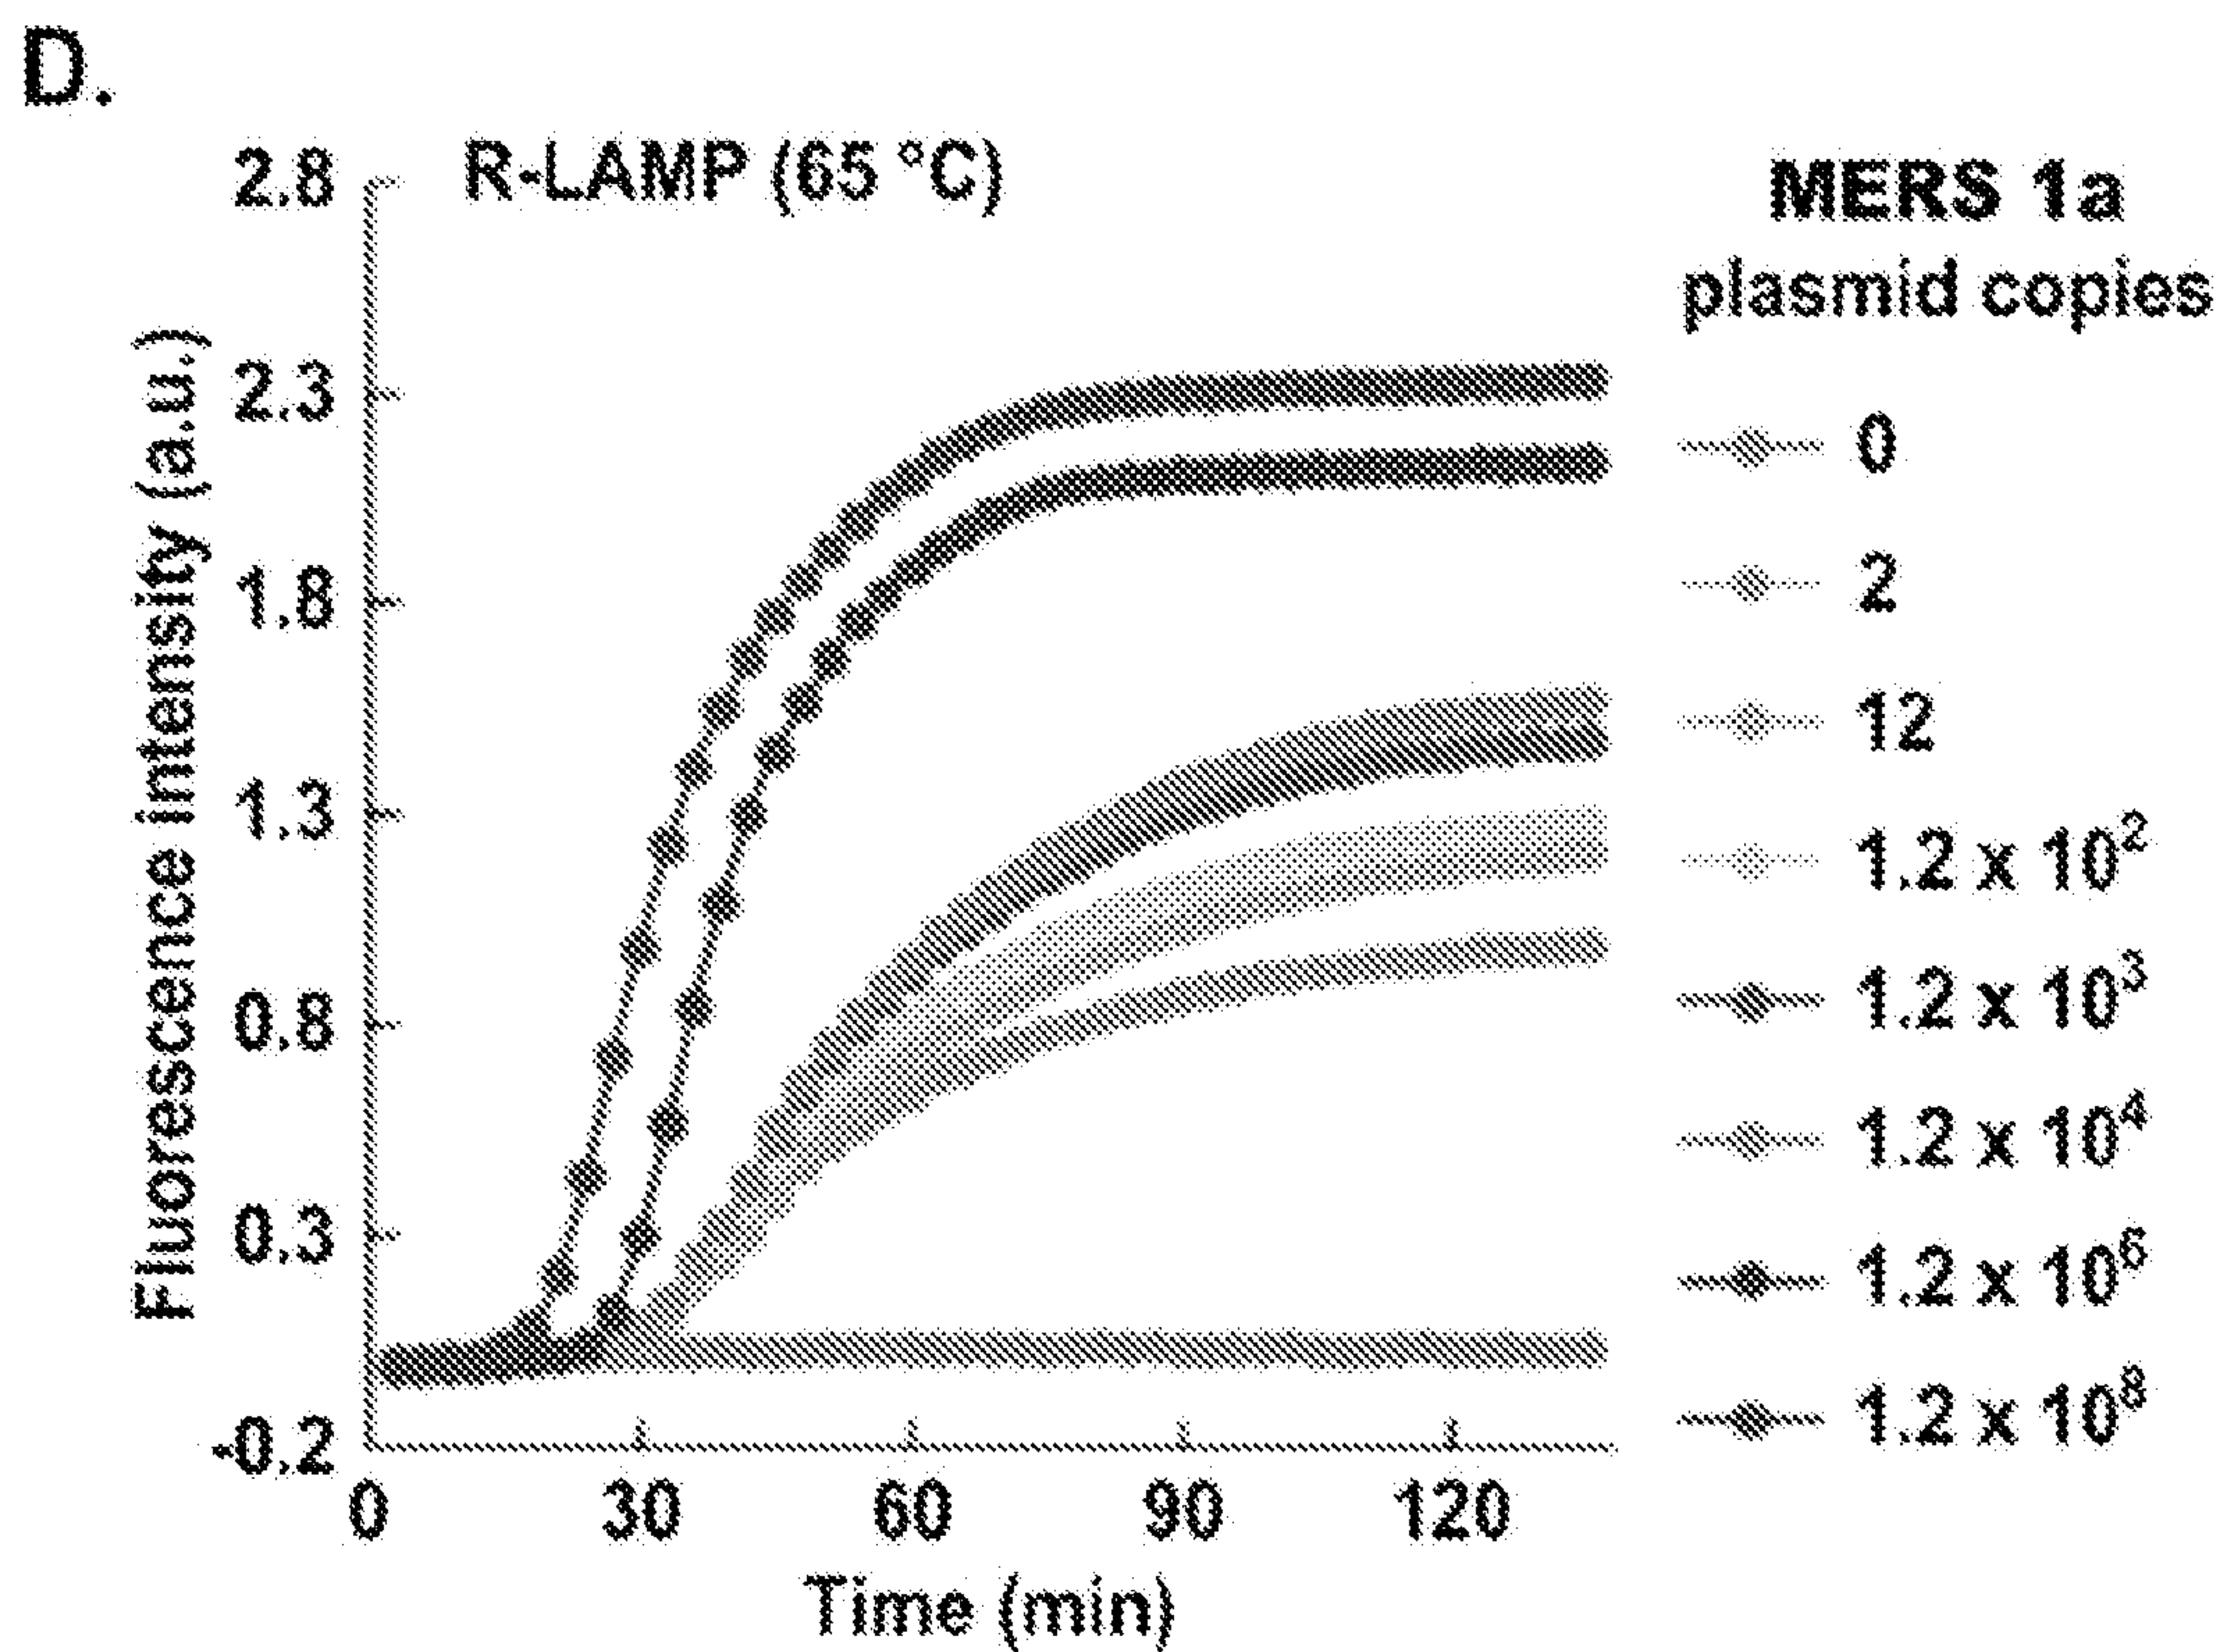 D.
R-LAMP (65 °C)
2.8
2.3
1.8
1.3
0.8
0.3
-0.2
Fluorescence intensity (a.u.)
0 30 60 90 120
Time (min)
MERS 1a
plasmid copies
0
2
12
1.2 x 10²
1.2 x 10³
1.2 x 10⁴
1.2 x 10⁶
1.2 x 10⁸